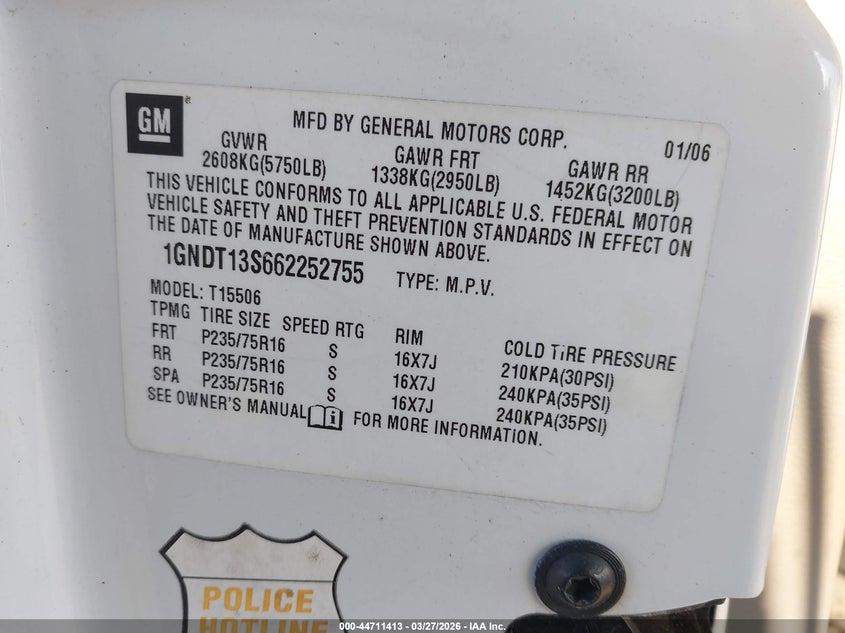 GM
MFD BY GENERAL MOTORS CORP. 01/06
GVWR GAWR FRT GAWR RR
2608KG(5750LB) 1338KG(2950LB) 1452KG(3200LB)
THIS VEHICLE CONFORMS TO ALL APPLICABLE U.S. FEDERAL MOTOR
VEHICLE SAFETY AND THEFT PREVENTION STANDARDS IN EFFECT ON
THE DATE OF MANUFACTURE SHOWN ABOVE.
1GNDT13S662252755 TYPE: M.P.V.
MODEL: T15506
TPMG TIRE SIZE SPEED RTG RIM COLD TIRE PRESSURE
FRT P235/75R16 S 16X7J 210KPA(30PSI)
RR P235/75R16 S 16X7J 240KPA(35PSI)
SPA P235/75R16 S 16X7J 240KPA(35PSI)
SEE OWNER'S MANUAL FOR MORE INFORMATION.
POLICE
HOTLINE
000-44711413 - 03/27/2026 - IAA Inc.